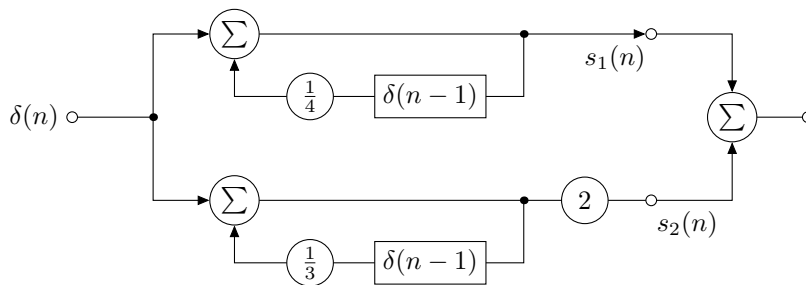 ∑
s₁(n)
1/4
δ(n − 1)
δ(n)
∑
∑
2
s₂(n)
1/3
δ(n − 1)